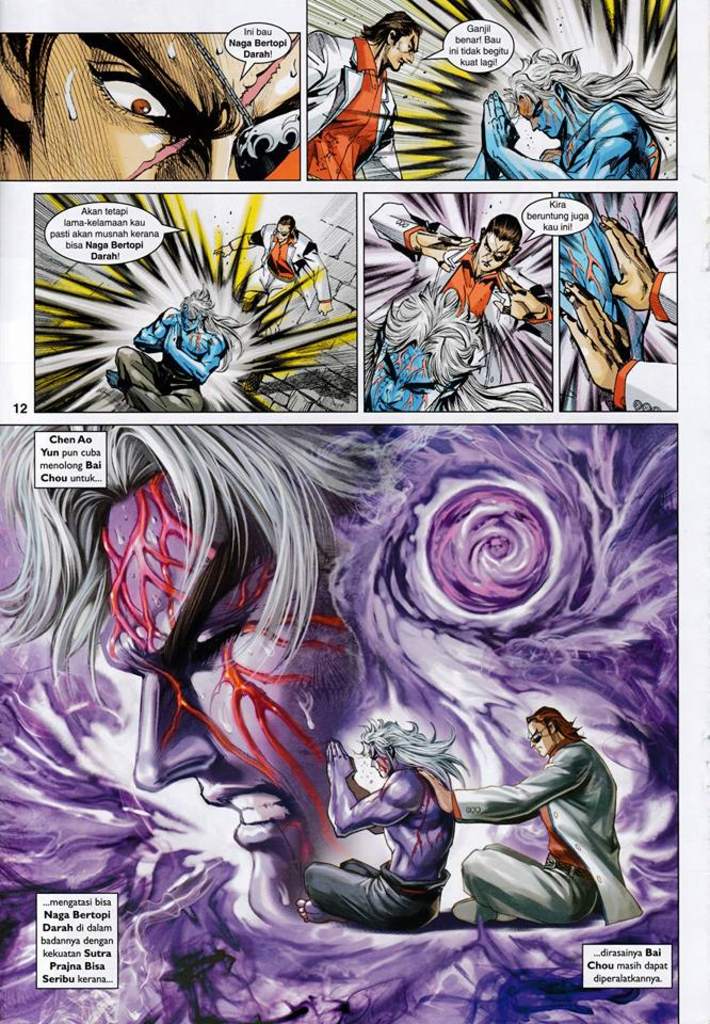 Ini bau
Naga Bertopi
Darah!
Ganjil
benar! Bau
ini tidak begitu
kuat lagi!
Akan tetapi
lama-kelamaan kau
pasti akan musnah kerana
bisa Naga Bertopi
Darah!
Kira
beruntung juga
kau ini!
12
Chen Ao
Yun pun cuba
menolong Bai
Chou untuk...
...mengatasi bisa
Naga Bertopi
Darah di dalam
badannya dengan
kekuatan Sutra
Prajna Bisa
Seribu kerana...
...dirasainya Bai
Chou masih dapat
diperalatkannya.